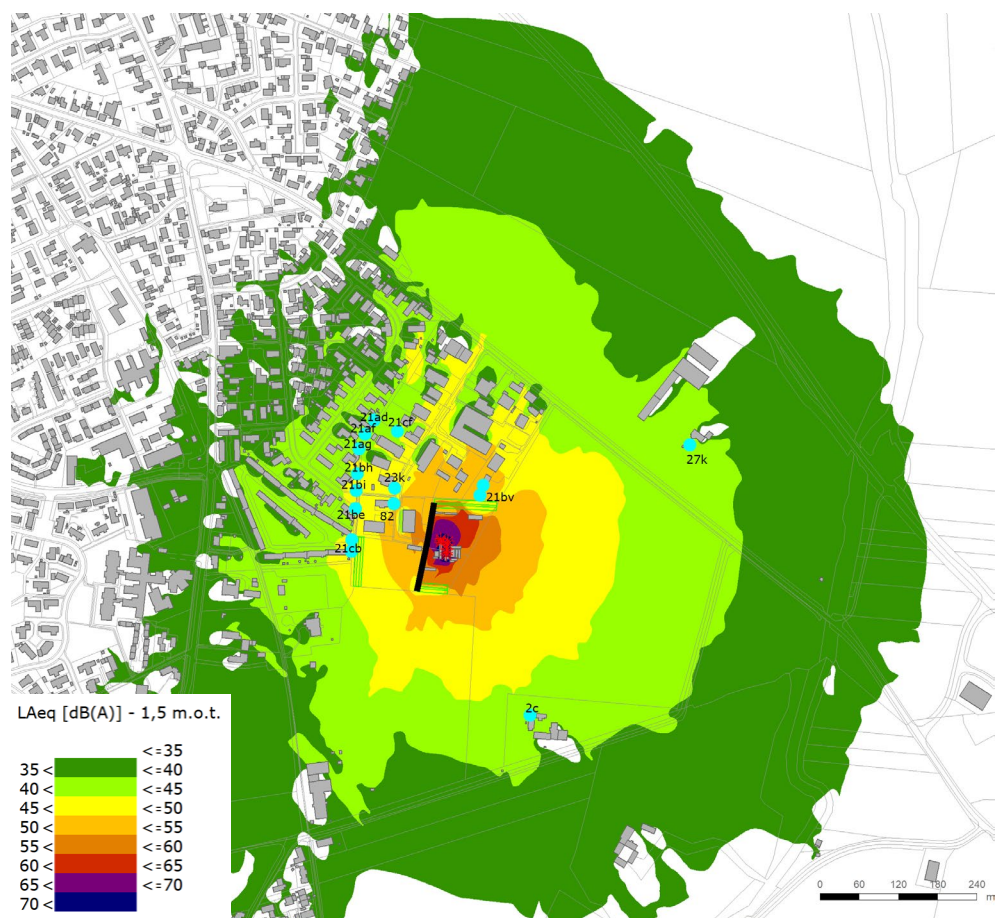 21ad
21af
21cf
21ag
27k
21bh
23k
21bi
21bv
21be
82
21cb
2c
LAeq [dB(A)] - 1,5 m.o.t.
<=35
35 < <=40
40 < <=45
45 < <=50
50 < <=55
55 < <=60
60 < <=65
65 < <=70
70 <
0 60 120 180 240
m